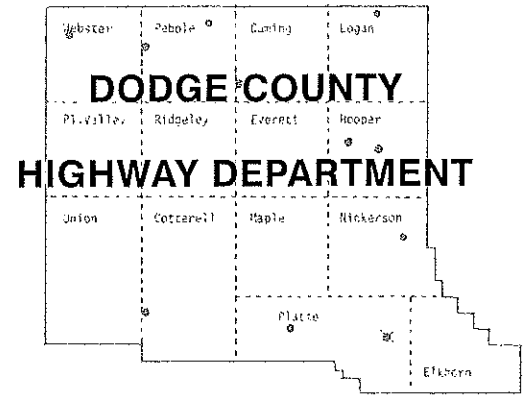 Webster Pebble Cuming Logan
DODGE COUNTY
Pl.Valley Ridgeley Everett Hooper
HIGHWAY DEPARTMENT
Union Cotterell Maple Nickerson
Platte
Elkhorn